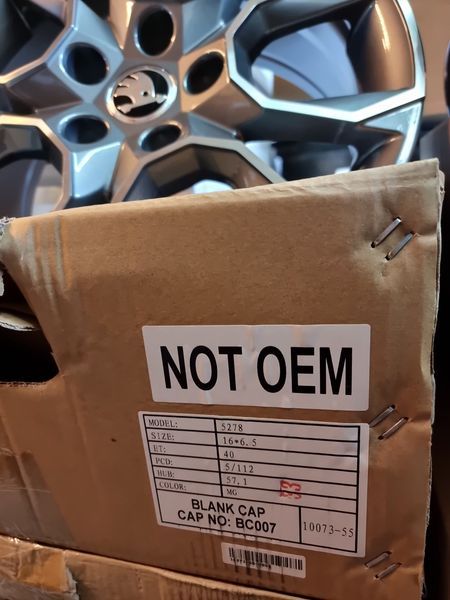 NOT OEM
MODEL: 5278
SIZE: 16*6.5
ET: 40
PCD: 5/112
HUB: 57.1
COLOR: MG
BLANK CAP
CAP NO: BC007
10073-55